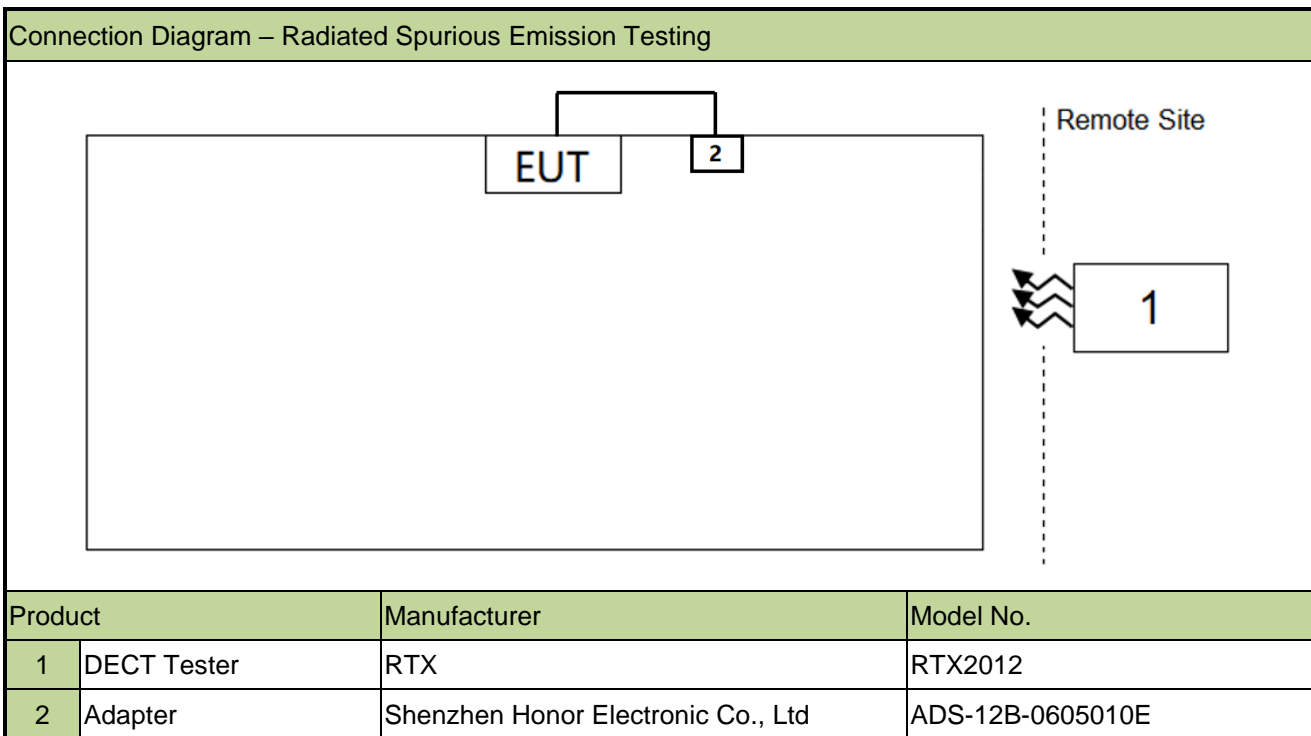 Connection Diagram – Radiated Spurious Emission Testing
Remote Site
EUT
2
1
Product Manufacturer Model No.
1 DECT Tester RTX RTX2012
2 Adapter Shenzhen Honor Electronic Co., Ltd ADS-12B-0605010E